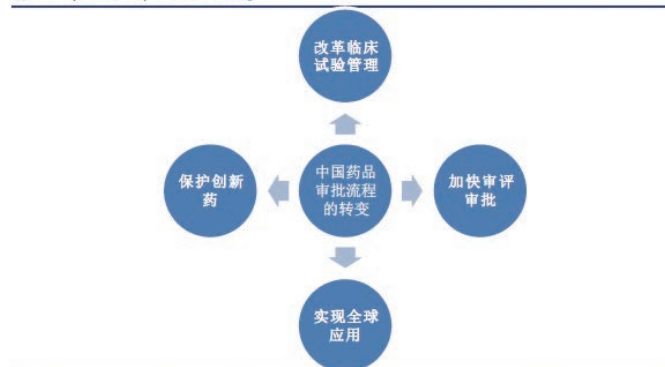 改革临床
试验管理
保护创新
药
中国药品
审批流程
的转变
加快审评
审批
实现全球
应用